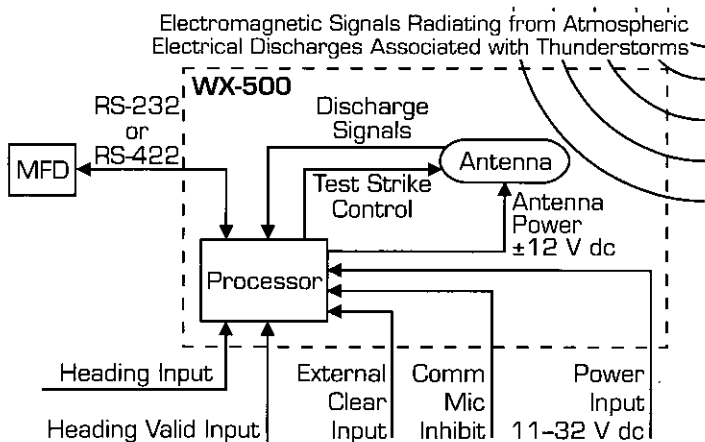 Electromagnetic Signals Radiating from Atmospheric
Electrical Discharges Associated with Thunderstorms
WX-500
RS-232
or
RS-422
Discharge
Signals
MFD
Antenna
Test Strike
Control
Antenna
Power
±12 V dc
Processor
Heading Input
Heading Valid Input
External
Clear
Input
Comm
Mic
Inhibit
Power
Input
11–32 V dc